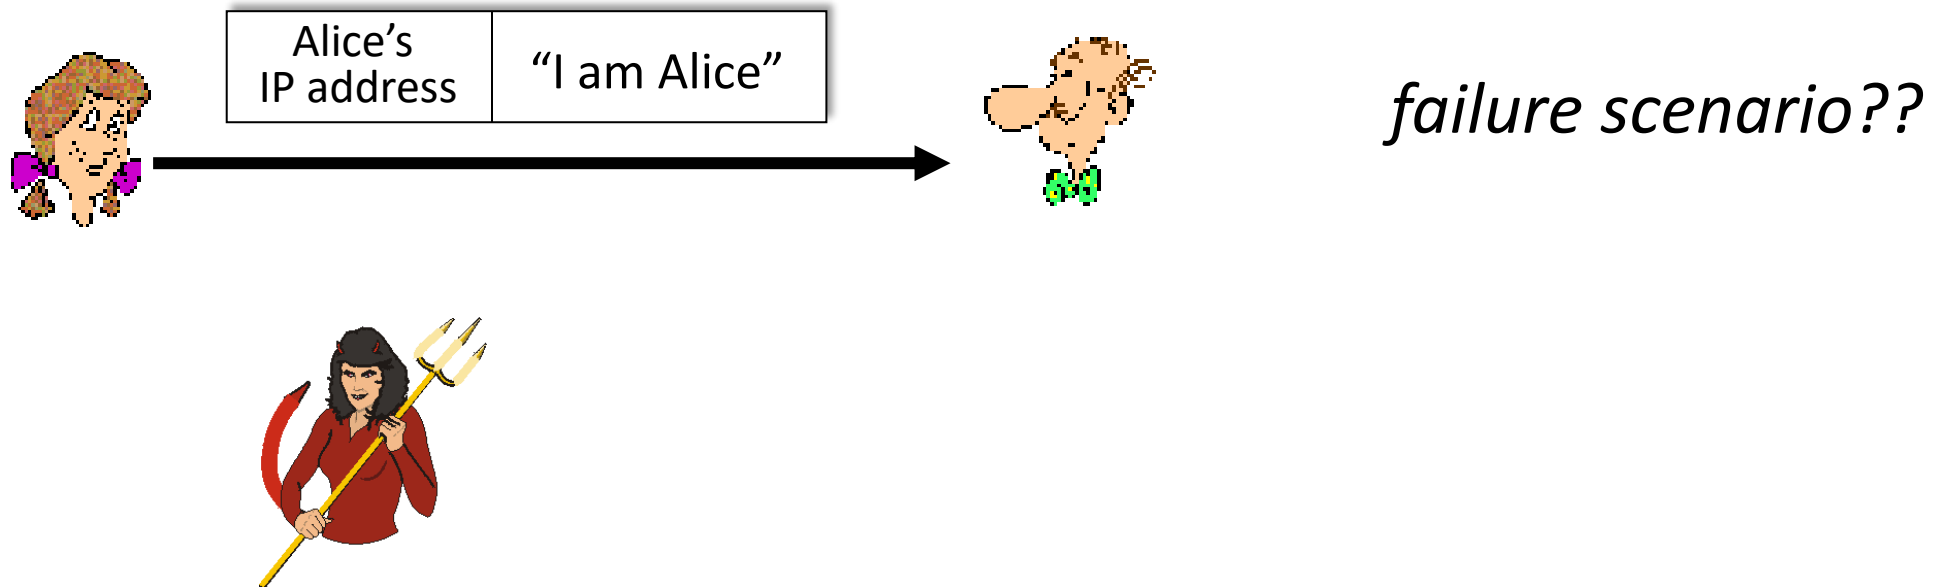 Alice’s
IP address
“I am Alice”
failure scenario??